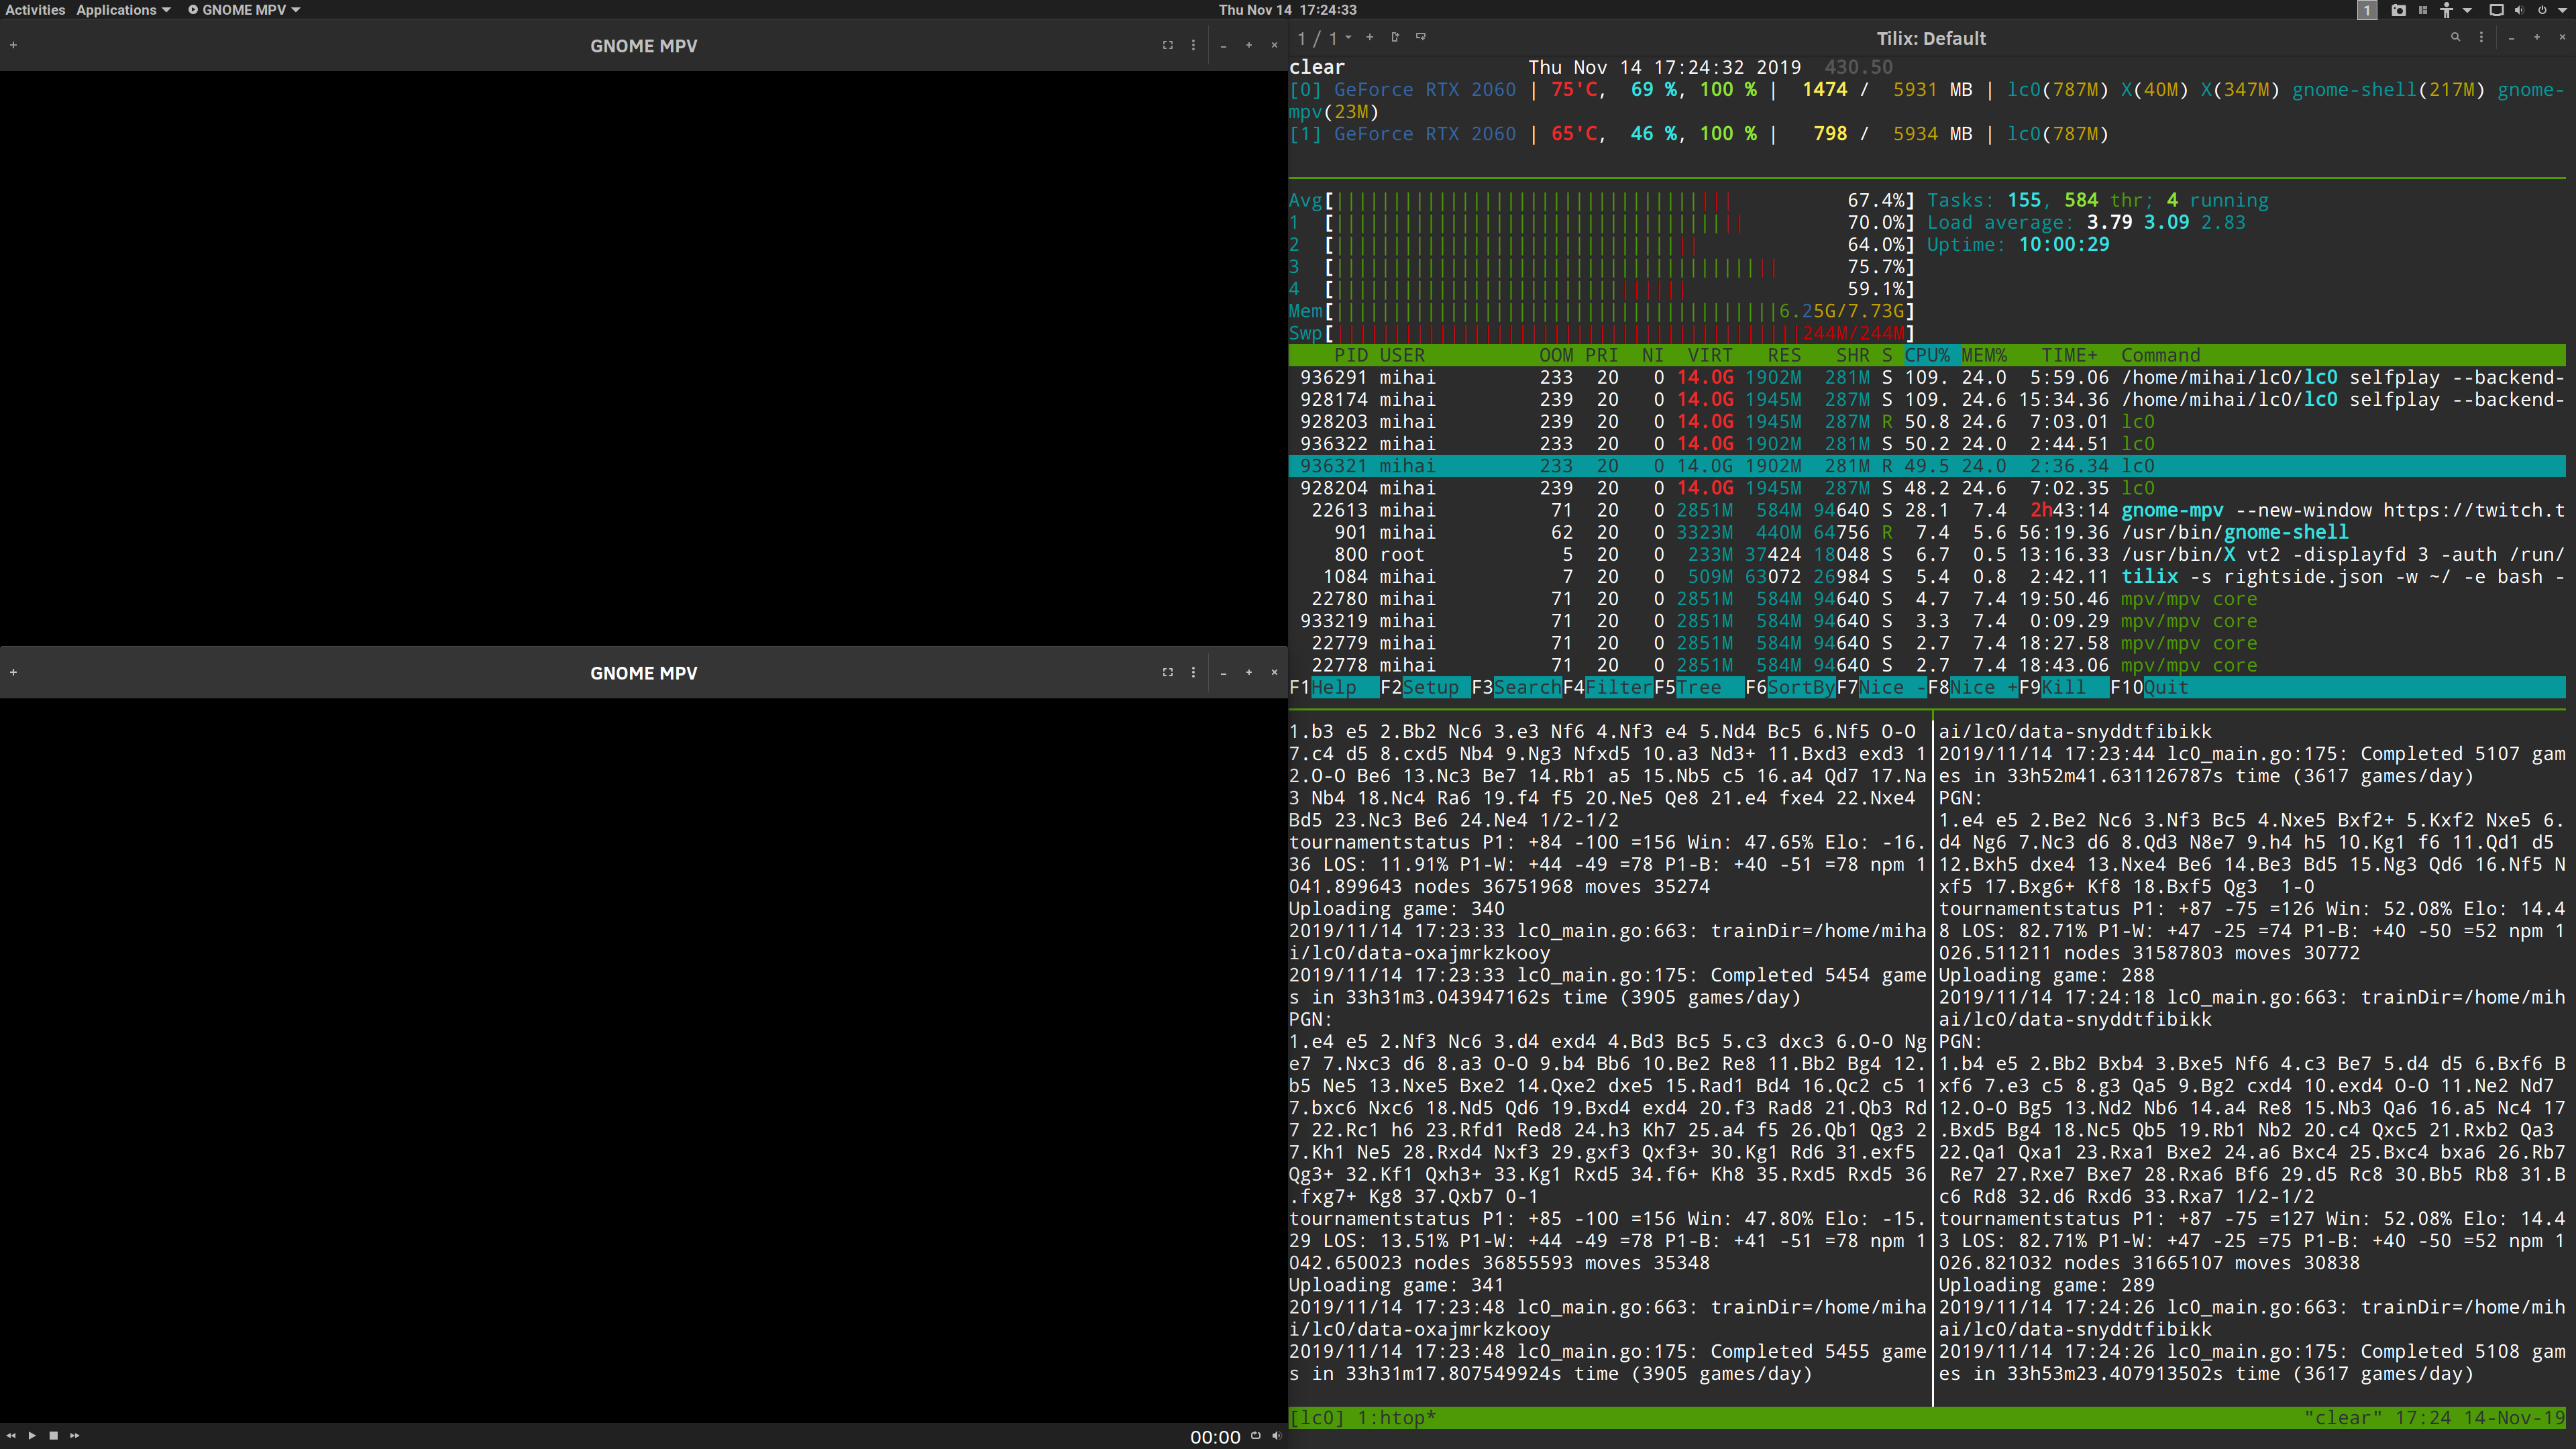 Activities Applications GNOME MPV Thu Nov 14 17:24:33 1
GNOME MPV
GNOME MPV
00:00
1 / 1 Tilix: Default
clear Thu Nov 14 17:24:32 2019 430.50
[0] GeForce RTX 2060 | 75'C, 69 %, 100 % | 1474 / 5931 MB | lc0(787M) X(40M) X(347M) gnome-shell(217M) gnome-
mpv(23M)
[1] GeForce RTX 2060 | 65'C, 46 %, 100 % | 798 / 5934 MB | lc0(787M)
Avg[||||||||||||||||||||||||||||||||||| 67.4%] Tasks: 155, 584 thr; 4 running
1 [|||||||||||||||||||||||||||||||||||| 70.0%] Load average: 3.79 3.09 2.83
2 [|||||||||||||||||||||||||||||||| 64.0%] Uptime: 10:00:29
3 [||||||||||||||||||||||||||||||||||||||| 75.7%]
4 [||||||||||||||||||||||||||||||| 59.1%]
Mem[|||||||||||||||||||||||||||||||||||||||6.25G/7.73G]
Swp[|||||||||||||||||||||||||||||||||||||||||244M/244M]
PID USER OOM PRI NI VIRT RES SHR S CPU% MEM% TIME+ Command
936291 mihai 233 20 0 14.0G 1902M 281M S 109. 24.0 5:59.06 /home/mihai/lc0/lc0 selfplay --backend-
928174 mihai 239 20 0 14.0G 1945M 287M S 109. 24.6 15:34.36 /home/mihai/lc0/lc0 selfplay --backend-
928203 mihai 239 20 0 14.0G 1945M 287M R 50.8 24.6 7:03.01 lc0
936322 mihai 233 20 0 14.0G 1902M 281M S 50.2 24.0 2:44.51 lc0
936321 mihai 233 20 0 14.0G 1902M 281M R 49.5 24.0 2:36.34 lc0
928204 mihai 239 20 0 14.0G 1945M 287M S 48.2 24.6 7:02.35 lc0
22613 mihai 71 20 0 2851M 584M 94640 S 28.1 7.4 2h43:14 gnome-mpv --new-window https://twitch.t
901 mihai 62 20 0 3323M 440M 64756 R 7.4 5.6 56:19.36 /usr/bin/gnome-shell
800 root 5 20 0 233M 37424 18048 S 6.7 0.5 13:16.33 /usr/bin/X vt2 -displayfd 3 -auth /run/
1084 mihai 7 20 0 509M 63072 26984 S 5.4 0.8 2:42.11 tilix -s rightside.json -w ~/ -e bash -
22780 mihai 71 20 0 2851M 584M 94640 S 4.7 7.4 19:50.46 mpv/mpv core
933219 mihai 71 20 0 2851M 584M 94640 S 3.3 7.4 0:09.29 mpv/mpv core
22779 mihai 71 20 0 2851M 584M 94640 S 2.7 7.4 18:27.58 mpv/mpv core
22778 mihai 71 20 0 2851M 584M 94640 S 2.7 7.4 18:43.06 mpv/mpv core
F1Help F2Setup F3SearchF4FilterF5Tree F6SortByF7Nice -F8Nice +F9Kill F10Quit
1.b3 e5 2.Bb2 Nc6 3.e3 Nf6 4.Nf3 e4 5.Nd4 Bc5 6.Nf5 O-O
7.c4 d5 8.cxd5 Nb4 9.Ng3 Nfxd5 10.a3 Nd3+ 11.Bxd3 exd3 1
2.O-O Be6 13.Nc3 Be7 14.Rb1 a5 15.Nb5 c5 16.a4 Qd7 17.Na
3 Nb4 18.Nc4 Ra6 19.f4 f5 20.Ne5 Qe8 21.e4 fxe4 22.Nxe4
Bd5 23.Nc3 Be6 24.Ne4 1/2-1/2
tournamentstatus P1: +84 -100 =156 Win: 47.65% Elo: -16.
36 LOS: 11.91% P1-W: +44 -49 =78 P1-B: +40 -51 =78 npm 1
041.899643 nodes 36751968 moves 35274
Uploading game: 340
2019/11/14 17:23:33 lc0_main.go:663: trainDir=/home/miha
i/lc0/data-oxajmrkzkooy
2019/11/14 17:23:33 lc0_main.go:175: Completed 5454 game
s in 33h31m3.043947162s time (3905 games/day)
PGN:
1.e4 e5 2.Nf3 Nc6 3.d4 exd4 4.Bd3 Bc5 5.c3 dxc3 6.O-O Ng
e7 7.Nxc3 d6 8.a3 O-O 9.b4 Bb6 10.Be2 Re8 11.Bb2 Bg4 12.
b5 Ne5 13.Nxe5 Bxe2 14.Qxe2 dxe5 15.Rad1 Bd4 16.Qc2 c5 1
7.bxc6 Nxc6 18.Nd5 Qd6 19.Bxd4 exd4 20.f3 Rad8 21.Qb3 Rd
7 22.Rc1 h6 23.Rfd1 Red8 24.h3 Kh7 25.a4 f5 26.Qb1 Qg3 2
7.Kh1 Ne5 28.Rxd4 Nxf3 29.gxf3 Qxf3+ 30.Kg1 Rd6 31.exf5
Qg3+ 32.Kf1 Qxh3+ 33.Kg1 Rxd5 34.f6+ Kh8 35.Rxd5 Rxd5 36
.fxg7+ Kg8 37.Qxb7 0-1
tournamentstatus P1: +85 -100 =156 Win: 47.80% Elo: -15.
29 LOS: 13.51% P1-W: +44 -49 =78 P1-B: +41 -51 =78 npm 1
042.650023 nodes 36855593 moves 35348
Uploading game: 341
2019/11/14 17:23:48 lc0_main.go:663: trainDir=/home/miha
i/lc0/data-oxajmrkzkooy
2019/11/14 17:23:48 lc0_main.go:175: Completed 5455 game
s in 33h31m17.807549924s time (3905 games/day)
ai/lc0/data-snyddtfibikk
2019/11/14 17:23:44 lc0_main.go:175: Completed 5107 gam
es in 33h52m41.631126787s time (3617 games/day)
PGN:
1.e4 e5 2.Be2 Nc6 3.Nf3 Bc5 4.Nxe5 Bxf2+ 5.Kxf2 Nxe5 6.
d4 Ng6 7.Nc3 d6 8.Qd3 N8e7 9.h4 h5 10.Kg1 f6 11.Qd1 d5
12.Bxh5 dxe4 13.Nxe4 Be6 14.Be3 Bd5 15.Ng3 Qd6 16.Nf5 N
xf5 17.Bxg6+ Kf8 18.Bxf5 Qg3 1-0
tournamentstatus P1: +87 -75 =126 Win: 52.08% Elo: 14.4
8 LOS: 82.71% P1-W: +47 -25 =74 P1-B: +40 -50 =52 npm 1
026.511211 nodes 31587803 moves 30772
Uploading game: 288
2019/11/14 17:24:18 lc0_main.go:663: trainDir=/home/mih
ai/lc0/data-snyddtfibikk
PGN:
1.b4 e5 2.Bb2 Bxb4 3.Bxe5 Nf6 4.c3 Be7 5.d4 d5 6.Bxf6 B
xf6 7.e3 c5 8.g3 Qa5 9.Bg2 cxd4 10.exd4 O-O 11.Ne2 Nd7
12.O-O Bg5 13.Nd2 Nb6 14.a4 Re8 15.Nb3 Qa6 16.a5 Nc4 17
.Bxd5 Bg4 18.Nc5 Qb5 19.Rb1 Nb2 20.c4 Qxc5 21.Rxb2 Qa3
22.Qa1 Qxa1 23.Rxa1 Bxe2 24.a6 Bxc4 25.Bxc4 bxa6 26.Rb7
Re7 27.Rxe7 Bxe7 28.Rxa6 Bf6 29.d5 Rc8 30.Bb5 Rb8 31.B
c6 Rd8 32.d6 Rxd6 33.Rxa7 1/2-1/2
tournamentstatus P1: +87 -75 =127 Win: 52.08% Elo: 14.4
3 LOS: 82.71% P1-W: +47 -25 =75 P1-B: +40 -50 =52 npm 1
026.821032 nodes 31665107 moves 30838
Uploading game: 289
2019/11/14 17:24:26 lc0_main.go:663: trainDir=/home/mih
ai/lc0/data-snyddtfibikk
2019/11/14 17:24:26 lc0_main.go:175: Completed 5108 gam
es in 33h53m23.407913502s time (3617 games/day)
[lc0] 1:htop* "clear" 17:24 14-Nov-19